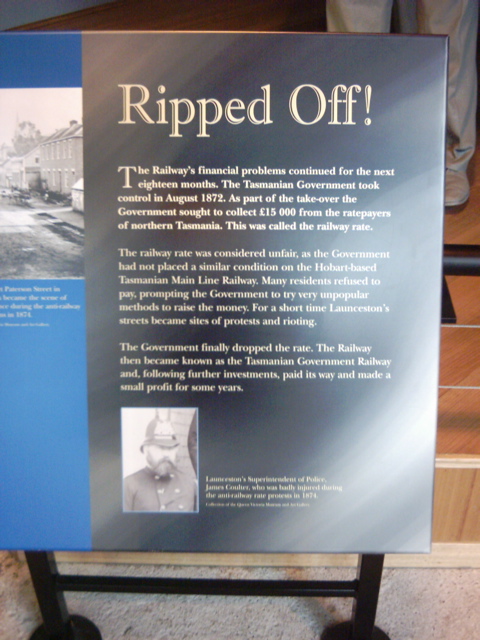 Ripped Off!
The Railway's financial problems continued for the next
eighteen months. The Tasmanian Government took
control in August 1872. As part of the take-over the
Government sought to collect £15 000 from the ratepayers
of northern Tasmania. This was called the railway rate.
The railway rate was considered unfair, as the Government
had not placed a similar condition on the Hobart-based
Tasmanian Main Line Railway. Many residents refused to
pay, prompting the Government to try very unpopular
methods to raise the money. For a short time Launceston's
streets became sites of protests and rioting.
The Government finally dropped the rate. The Railway
then became known as the Tasmanian Government Railway
and, following further investments, paid its way and made a
small profit for some years.
Paterson Street in
became the scene of
during the anti-railway
in 1874.
Launceston's Superintendent of Police,
James Coulter, who was badly injured during
the anti-railway rate protests in 1874.
Collection of the Queen Victoria Museum and Art Gallery.